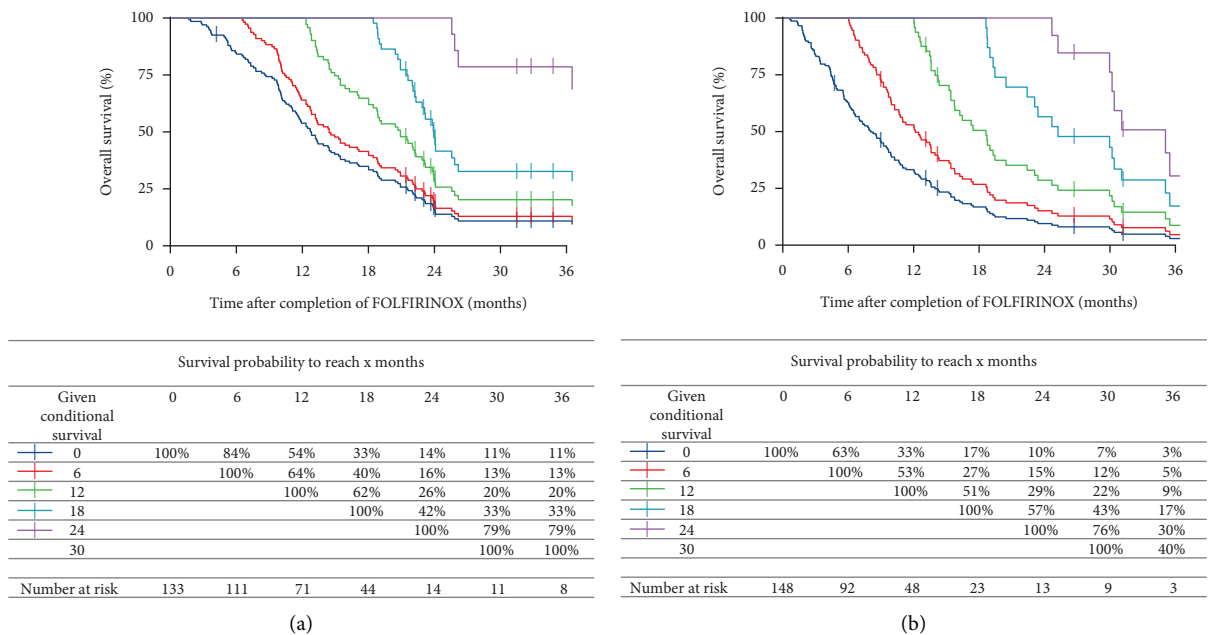 100
75
50
25
0
Overall survival (%)
0 6 12 18 24 30 36
Time after completion of FOLFIRINOX (months)
Survival probability to reach x months
Given conditional survival 0 6 12 18 24 30 36
0 100% 84% 54% 33% 14% 11% 11%
6 100% 64% 40% 16% 13% 13%
12 100% 62% 26% 20% 20%
18 100% 42% 33% 33%
24 100% 79% 79%
30 100% 100%
Number at risk 133 111 71 44 14 11 8
(a)
100
75
50
25
0
Overall survival (%)
0 6 12 18 24 30 36
Time after completion of FOLFIRINOX (months)
Survival probability to reach x months
Given conditional survival 0 6 12 18 24 30 36
0 100% 63% 33% 17% 10% 7% 3%
6 100% 53% 27% 15% 12% 5%
12 100% 51% 29% 22% 9%
18 100% 57% 43% 17%
24 100% 76% 30%
30 100% 40%
Number at risk 148 92 48 23 13 9 3
(b)